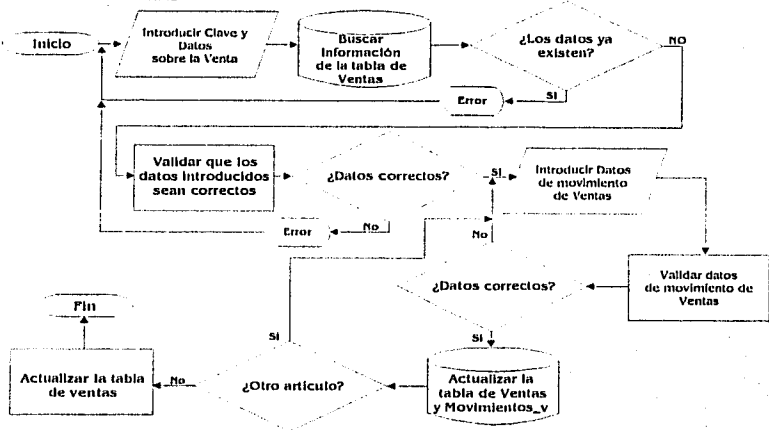 Inicio
Introducir Clave y
Datos
sobre la Venta
Buscar
Información
de la tabla de
Ventas
¿Los datos ya
existen?
NO
SI
Error
Validar que los
datos introducidos
sean correctos
¿Datos correctos?
SI
Introducir Datos
de movimiento
de Ventas
No
Error
No
¿Datos correctos?
Validar datos
de movimiento de
Ventas
Fin
SI
SI
Actualizar la tabla
de ventas
No
¿Otro artículo?
Actualizar la
tabla de Ventas
y Movimientos_v